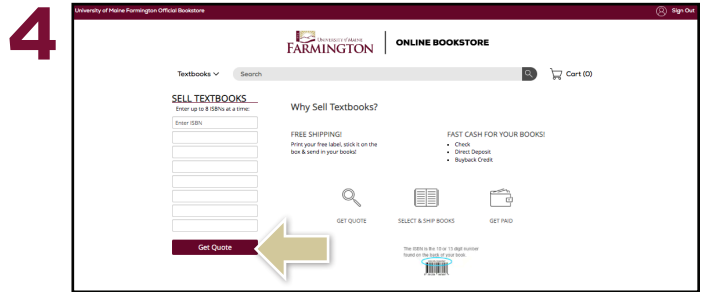 4
University of Maine Farmington Official Bookstore
Sign Out
UNIVERSITY OF MAINE
FARMINGTON
ONLINE BOOKSTORE
Textbooks
Search
Cart (0)
SELL TEXTBOOKS
Enter up to 8 ISBNs at a time:
Enter ISBN
Get Quote
Why Sell Textbooks?
FREE SHIPPING!
Print your free label, stick it on the
box & send in your books!
FAST CASH FOR YOUR BOOKS!
• Check
• Direct Deposit
• Buyback Credit
GET QUOTE
SELECT & SHIP BOOKS
GET PAID
The ISBN is the 10 or 13 digit number
found on the back of your book.